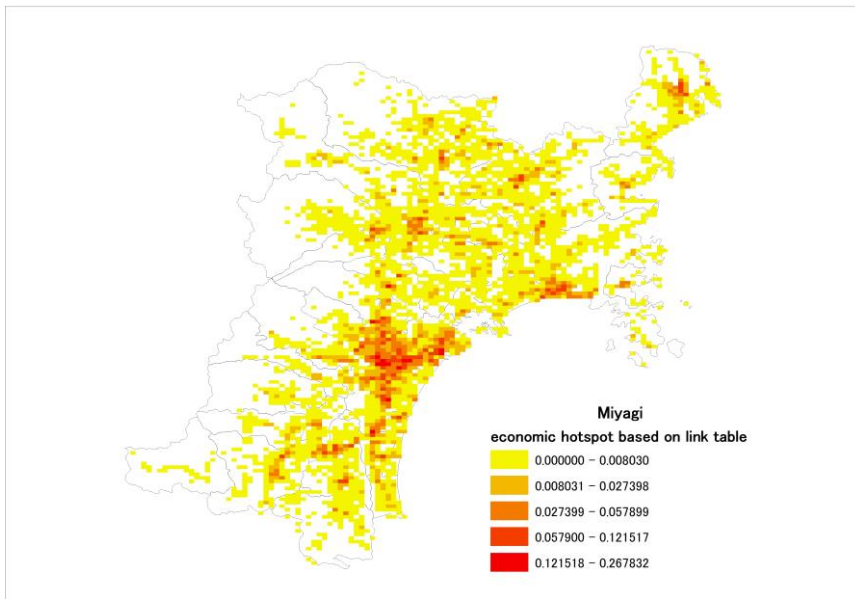 Miyagi
economic hotspot based on link table
0.000000 - 0.008030
0.008031 - 0.027398
0.027399 - 0.057899
0.057900 - 0.121517
0.121518 - 0.267832